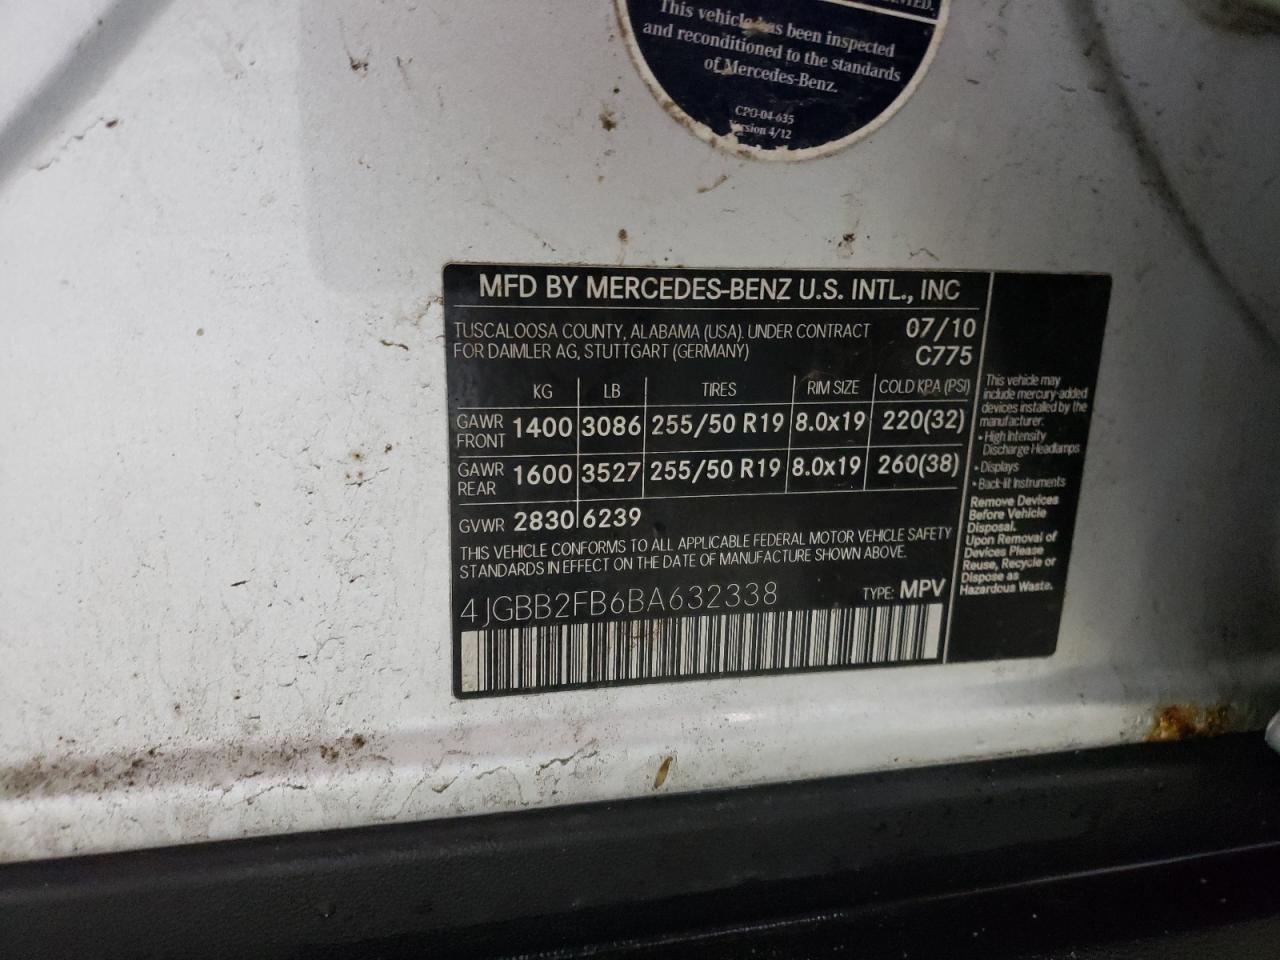 This vehicle has been inspected
and reconditioned to the standards
of Mercedes-Benz.
CPO-04-635
Version 4/12
MFD BY MERCEDES-BENZ U.S. INTL., INC
TUSCALOOSA COUNTY, ALABAMA (USA). UNDER CONTRACT 07/10
FOR DAIMLER AG, STUTTGART (GERMANY) C775
KG LB TIRES RIM SIZE COLD KPA (PSI)
GAWR FRONT 1400 3086 255/50 R19 8.0x19 220(32)
GAWR REAR 1600 3527 255/50 R19 8.0x19 260(38)
GVWR 2830 6239
THIS VEHICLE CONFORMS TO ALL APPLICABLE FEDERAL MOTOR VEHICLE SAFETY
STANDARDS IN EFFECT ON THE DATE OF MANUFACTURE SHOWN ABOVE.
4JGBB2FB6BA632338 TYPE: MPV
This vehicle may
include mercury-added
devices installed by the
manufacturer:
• High Intensity
Discharge Headlamps
• Displays
• Back-lit Instruments
Remove Devices
Before Vehicle
Disposal.
Upon Removal of
Devices Please
Reuse, Recycle or
Dispose as
Hazardous Waste.